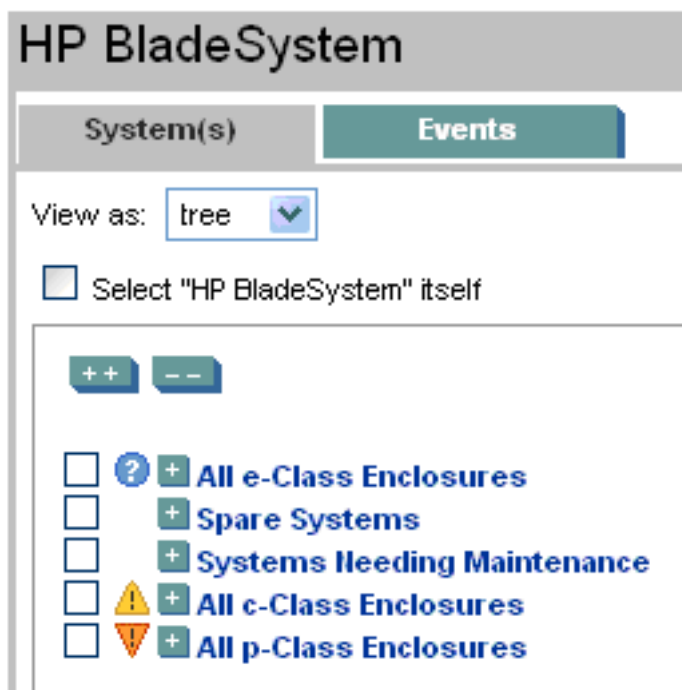 HP BladeSystem
System(s) Events
View as: tree
Select "HP BladeSystem" itself
++ --
? + All e-Class Enclosures
+ Spare Systems
+ Systems Needing Maintenance
! + All c-Class Enclosures
! + All p-Class Enclosures